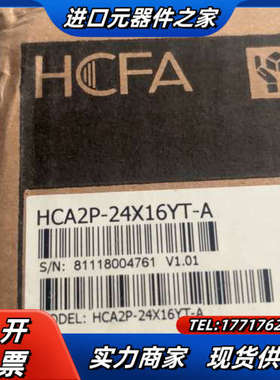 进口元器件之家
HCFA
HCA2P-24X16YT-A
S/N: 81118004761 V1.01
MODEL: HCA2P-24X16YT-A
开
票
TEL:1771762
实力商家 现货供